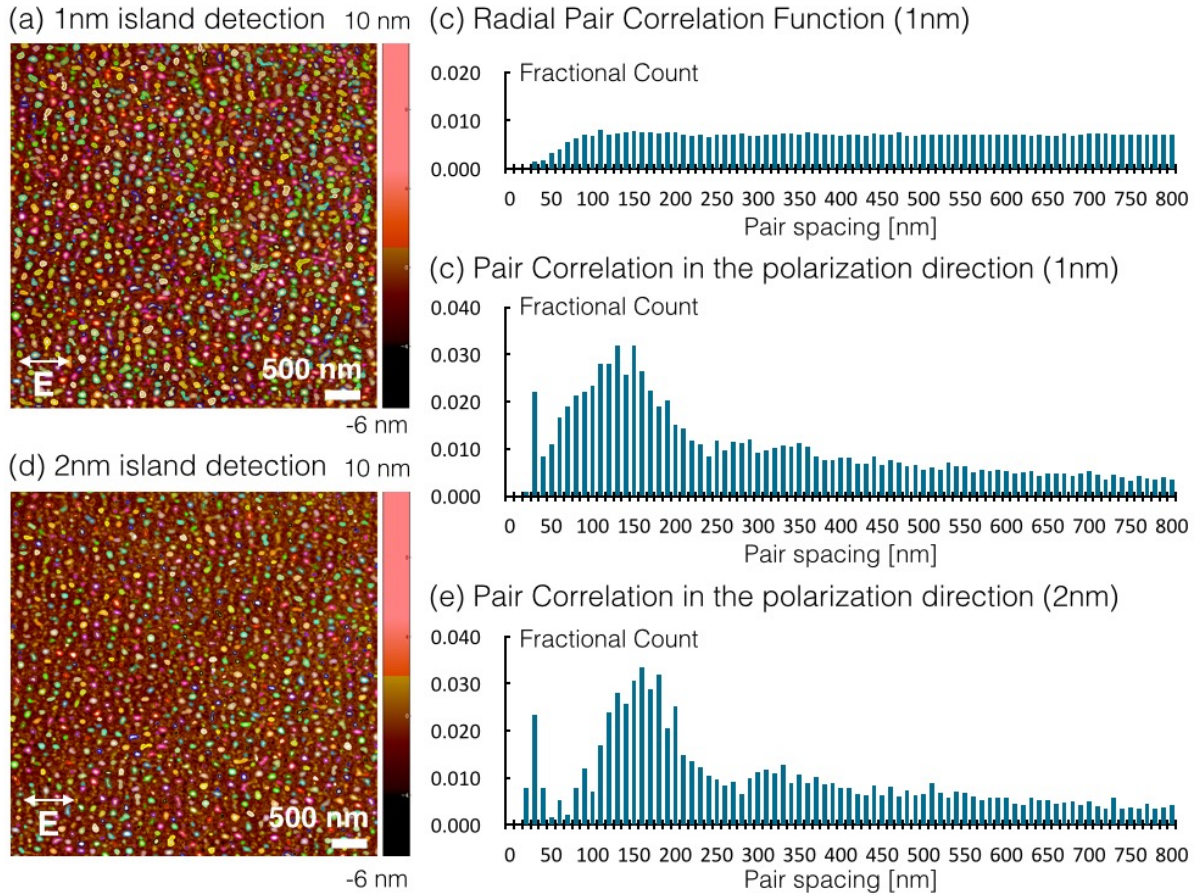 (a) 1nm island detection 10 nm
E
500 nm
-6 nm
(c) Radial Pair Correlation Function (1nm)
Fractional Count
0.020
0.010
0.000
0 50 100 150 200 250 300 350 400 450 500 550 600 650 700 750 800
Pair spacing [nm]
(c) Pair Correlation in the polarization direction (1nm)
Fractional Count
0.040
0.030
0.020
0.010
0.000
0 50 100 150 200 250 300 350 400 450 500 550 600 650 700 750 800
Pair spacing [nm]
(d) 2nm island detection 10 nm
E
500 nm
-6 nm
(e) Pair Correlation in the polarization direction (2nm)
Fractional Count
0.040
0.030
0.020
0.010
0.000
0 50 100 150 200 250 300 350 400 450 500 550 600 650 700 750 800
Pair spacing [nm]